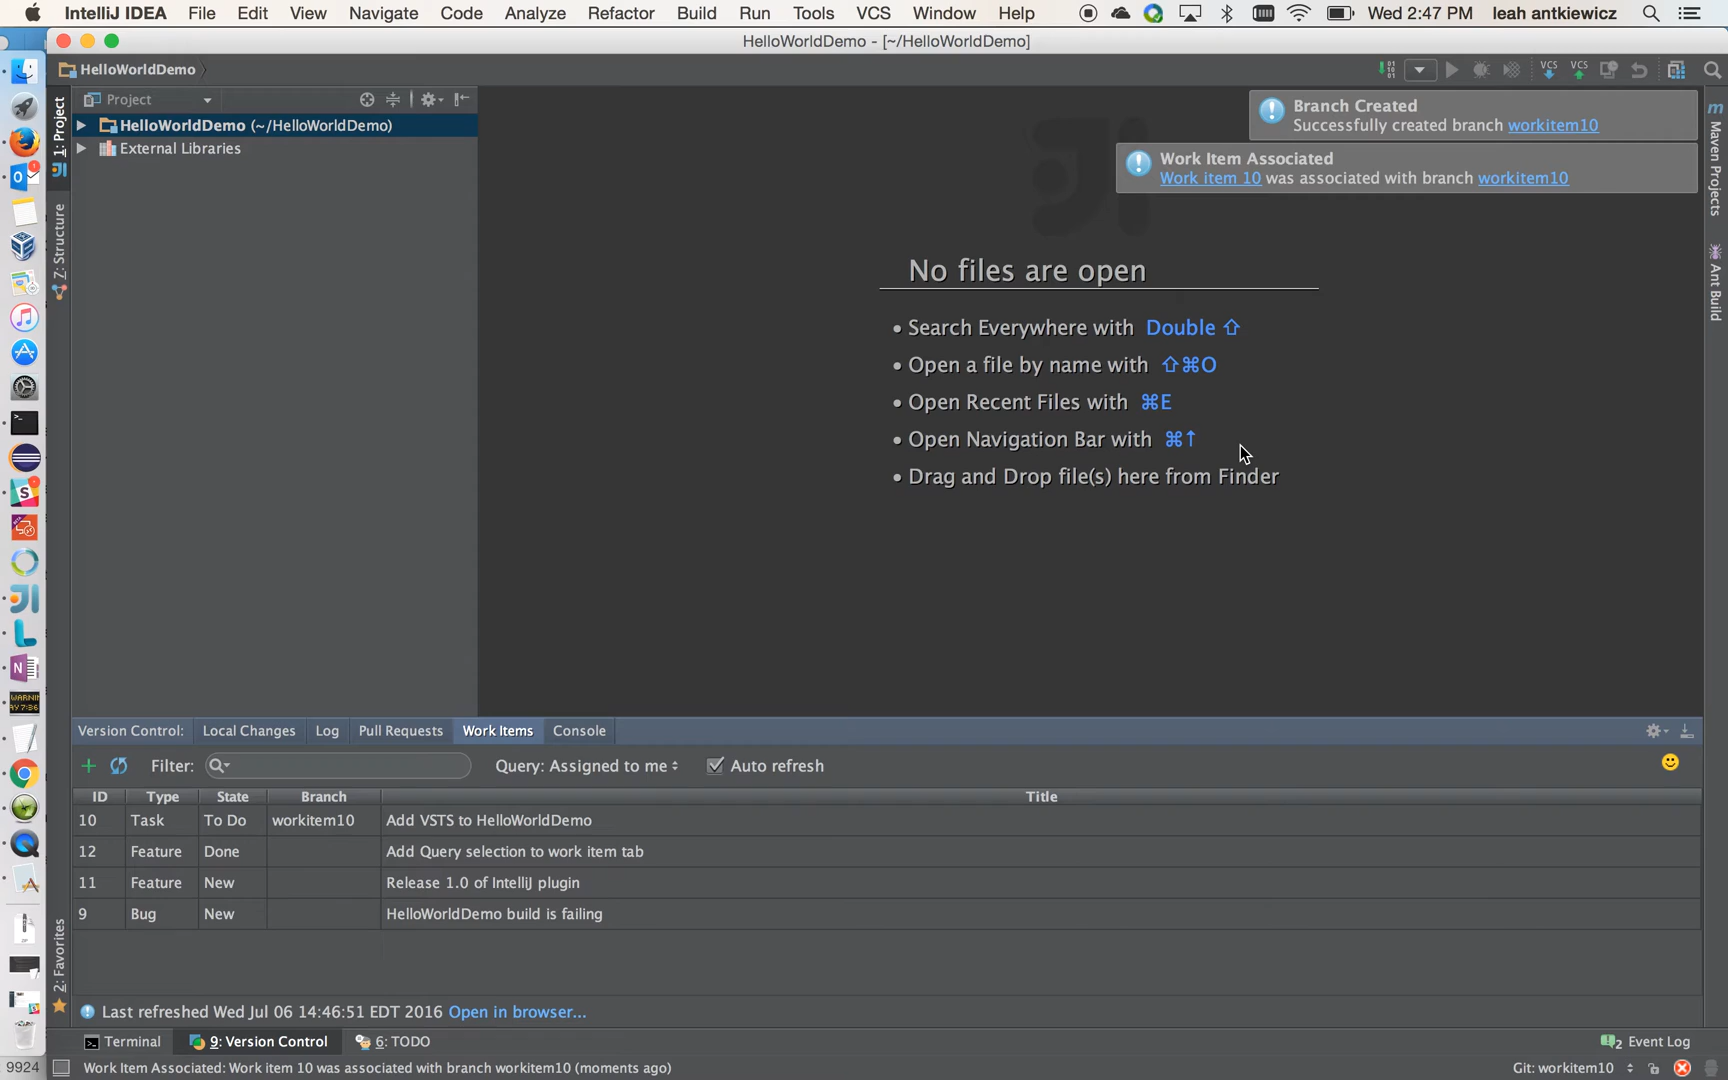 IntelliJ IDEA File Edit View Navigate Code Analyze Refactor Build Run Tools VCS Window Help Wed 2:47 PM leah antkiewicz
HelloWorldDemo - [~/HelloWorldDemo]
HelloWorldDemo
VCS VCS
Project
HelloWorldDemo (~/HelloWorldDemo)
External Libraries
1: Project
Z: Structure
2: Favorites
Maven Projects
Ant Build
Branch Created
Successfully created branch workitem10
Work Item Associated
Work item 10 was associated with branch workitem10
No files are open
• Search Everywhere with Double ⇧
• Open a file by name with ⇧⌘O
• Open Recent Files with ⌘E
• Open Navigation Bar with ⌘↑
• Drag and Drop file(s) here from Finder
Version Control: Local Changes Log Pull Requests Work Items Console
Filter: Query: Assigned to me Auto refresh
ID Type State Branch Title
10 Task To Do workitem10 Add VSTS to HelloWorldDemo
12 Feature Done Add Query selection to work item tab
11 Feature New Release 1.0 of IntelliJ plugin
9 Bug New HelloWorldDemo build is failing
Last refreshed Wed Jul 06 14:46:51 EDT 2016 Open in browser...
Terminal 9: Version Control 6: TODO 2 Event Log
9924 Work Item Associated: Work item 10 was associated with branch workitem10 (moments ago) Git: workitem10